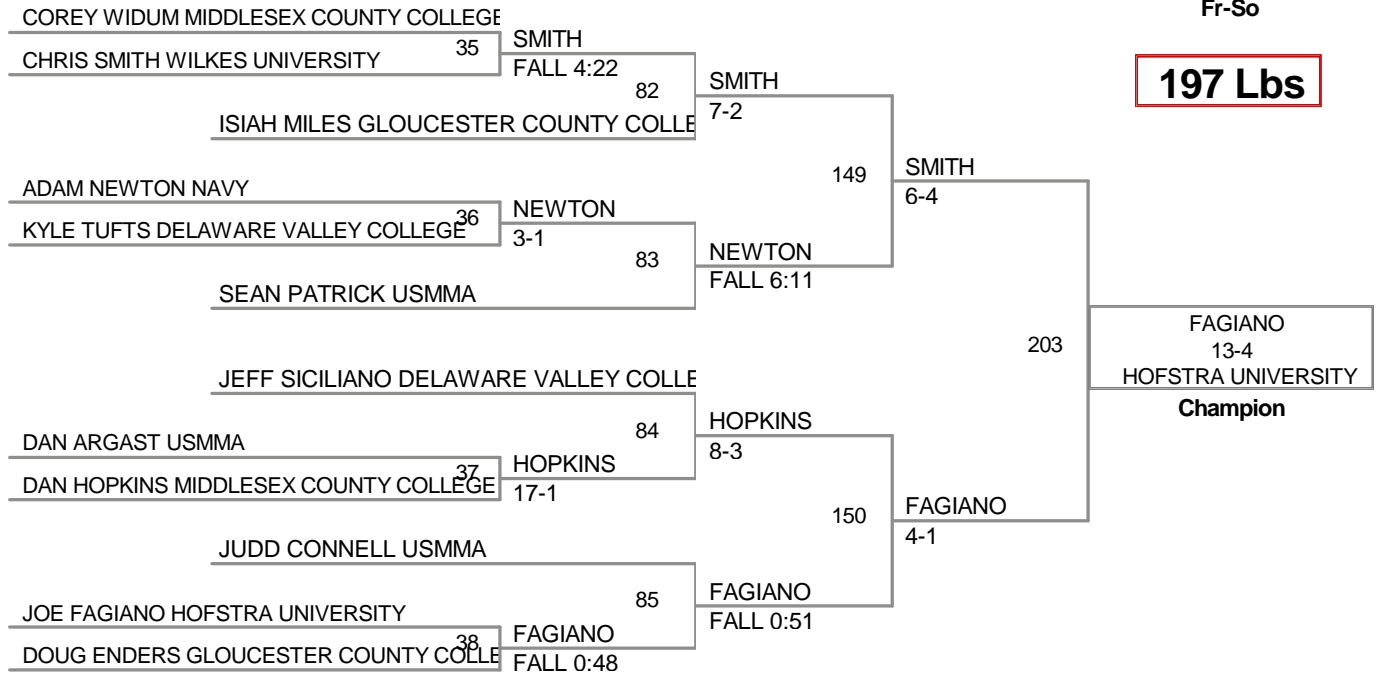 Fr-So
197 Lbs
COREY WIDUM MIDDLESEX COUNTY COLLEGE
35
CHRIS SMITH WILKES UNIVERSITY
SMITH
FALL 4:22
82
ISIAH MILES GLOUCESTER COUNTY COLLE
SMITH
7-2
ADAM NEWTON NAVY
36
KYLE TUFTS DELAWARE VALLEY COLLEGE
NEWTON
3-1
83
SEAN PATRICK USMMA
NEWTON
FALL 6:11
149
SMITH
6-4
JEFF SICILIANO DELAWARE VALLEY COLLE
84
DAN ARGAST USMMA
37
DAN HOPKINS MIDDLESEX COUNTY COLLEGE
HOPKINS
17-1
HOPKINS
8-3
JUDD CONNELL USMMA
85
JOE FAGIANO HOFSTRA UNIVERSITY
38
DOUG ENDERS GLOUCESTER COUNTY COLLE
FAGIANO
FALL 0:48
FAGIANO
FALL 0:51
150
FAGIANO
4-1
203
FAGIANO
13-4
HOFSTRA UNIVERSITY
Champion